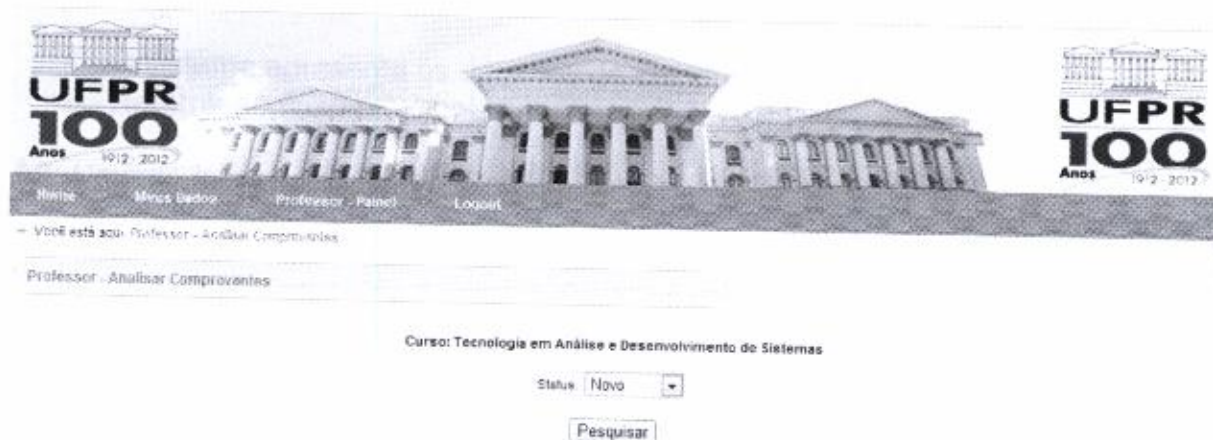 UFPR
100
Anos 1912 - 2012
UFPR
100
Anos 1912 - 2012
Home Meus Dados Professor - Painel Logout
Você está aqui: Professor - Analisar Comprovantes
Professor - Analisar Comprovantes
Curso: Tecnologia em Análise e Desenvolvimento de Sistemas
Status Novo
Pesquisar